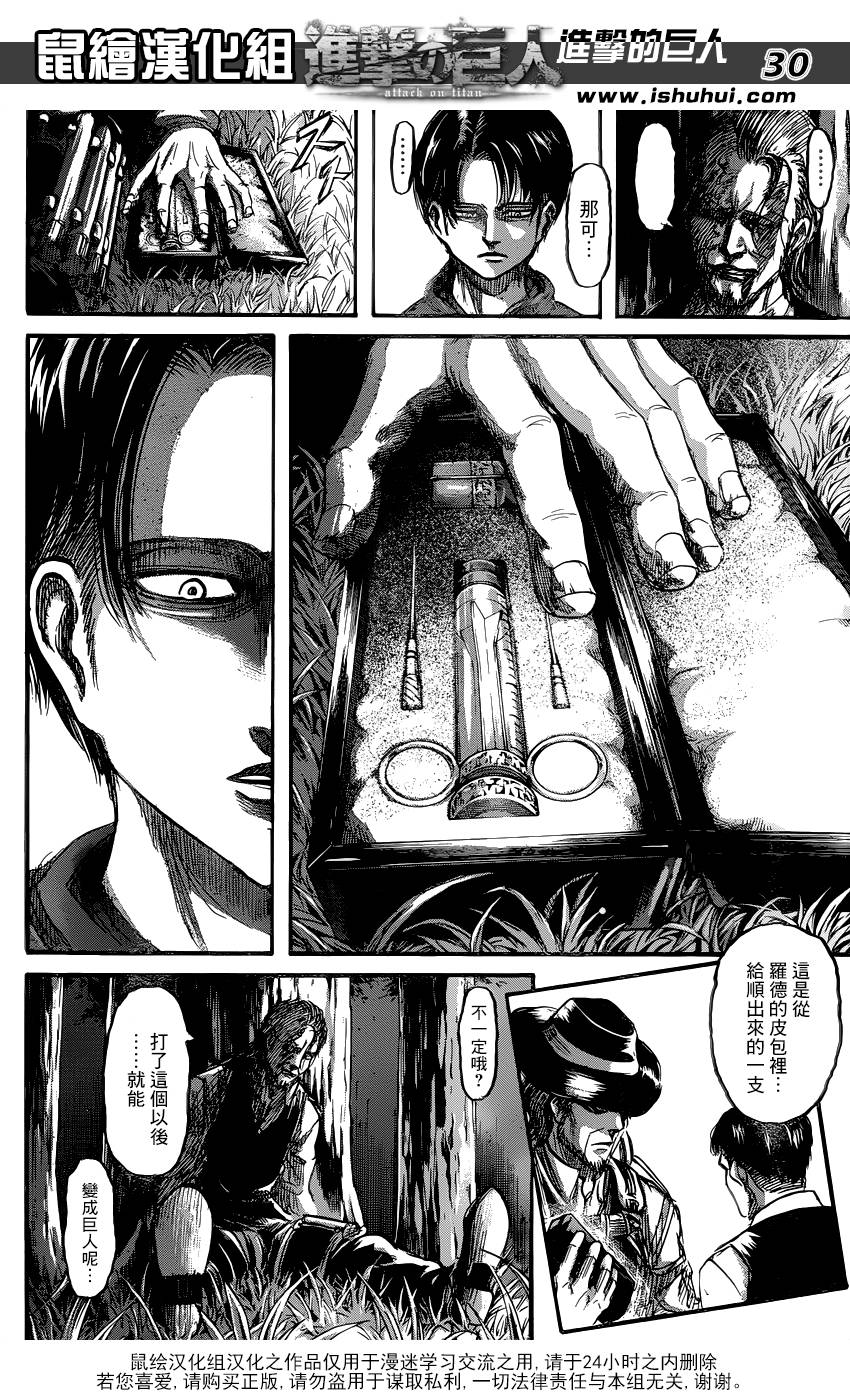 鼠繪漢化組
進撃の巨人
attack on titan
進擊的巨人
30
www.ishuhui.com
……
那可…
……
這是從
羅德的皮包裡…
給順出來的一支
不一定哦?
打了這個以後
……就能
變成巨人呢…
鼠绘汉化组汉化之作品仅用于漫迷学习交流之用, 请于24小时之内删除
若您喜爱, 请购买正版, 请勿盗用于谋取私利, 一切法律责任与本组无关, 谢谢。